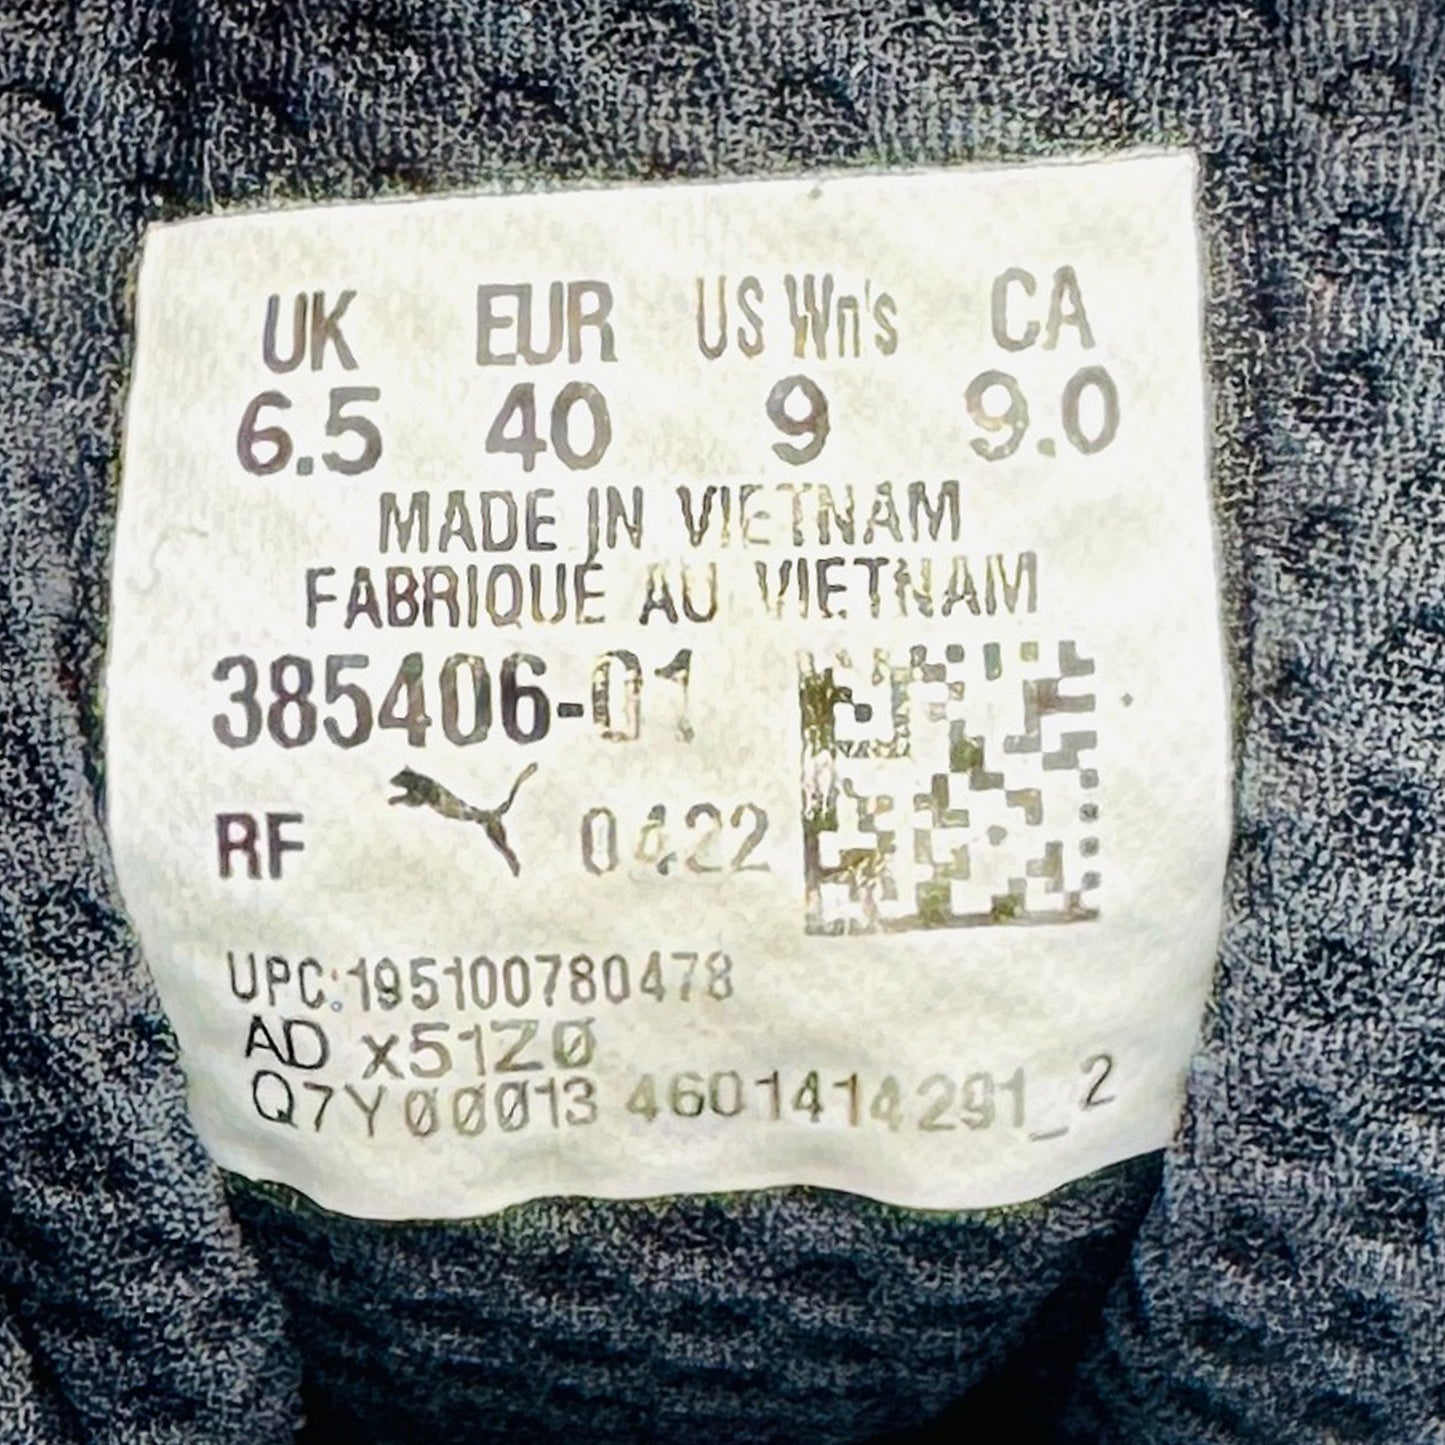 UK EUR US Wn's CA
6.5 40 9 9.0
MADE IN VIETNAM
FABRIQUÉ AU VIETNAM
385406-01
RF 0422
UPC:195100780478
AD x51Z0
Q7Y00013 4601414291_2